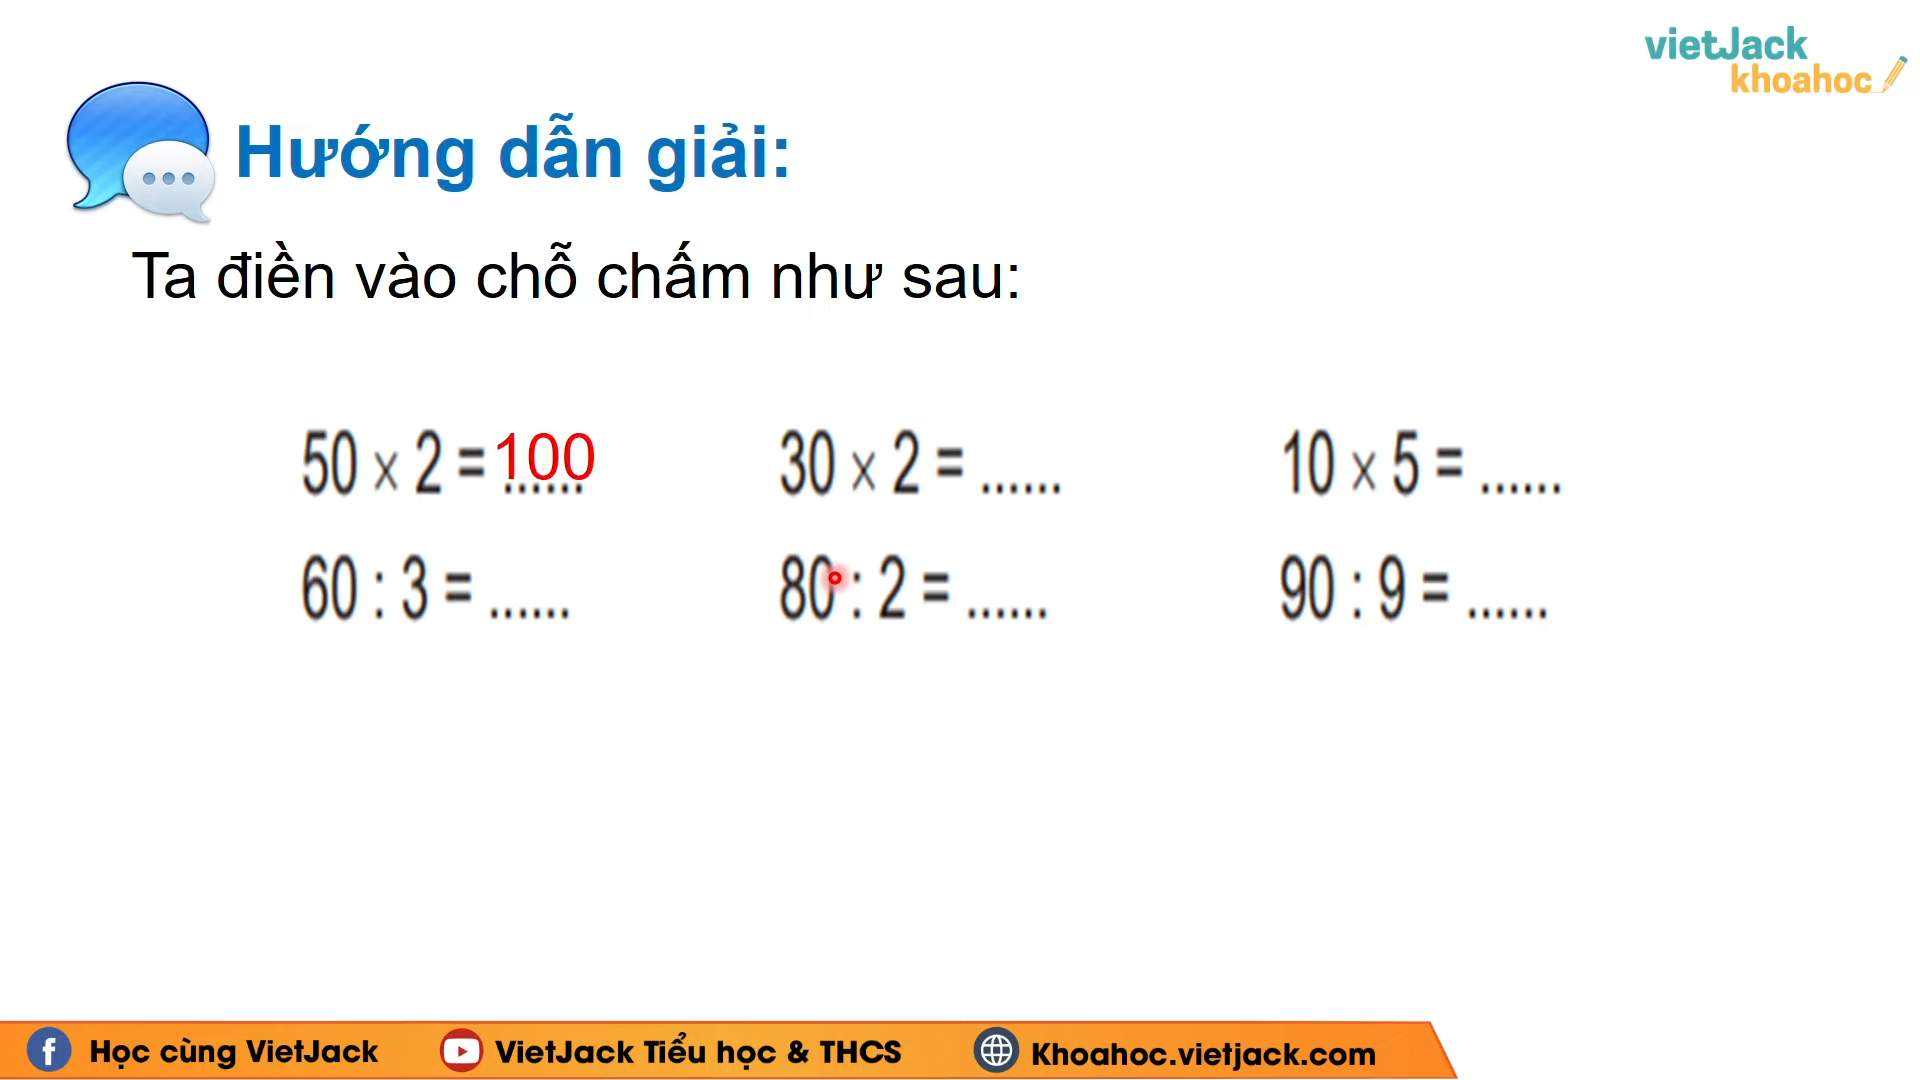 vietJack
khoahoc
Hướng dẫn giải:
Ta điền vào chỗ chấm như sau:
50 × 2 = 100 30 × 2 = ...... 10 × 5 = ......
60 : 3 = ...... 80 : 2 = ...... 90 : 9 = ......
Học cùng VietJack VietJack Tiểu học & THCS Khoahoc.vietjack.com